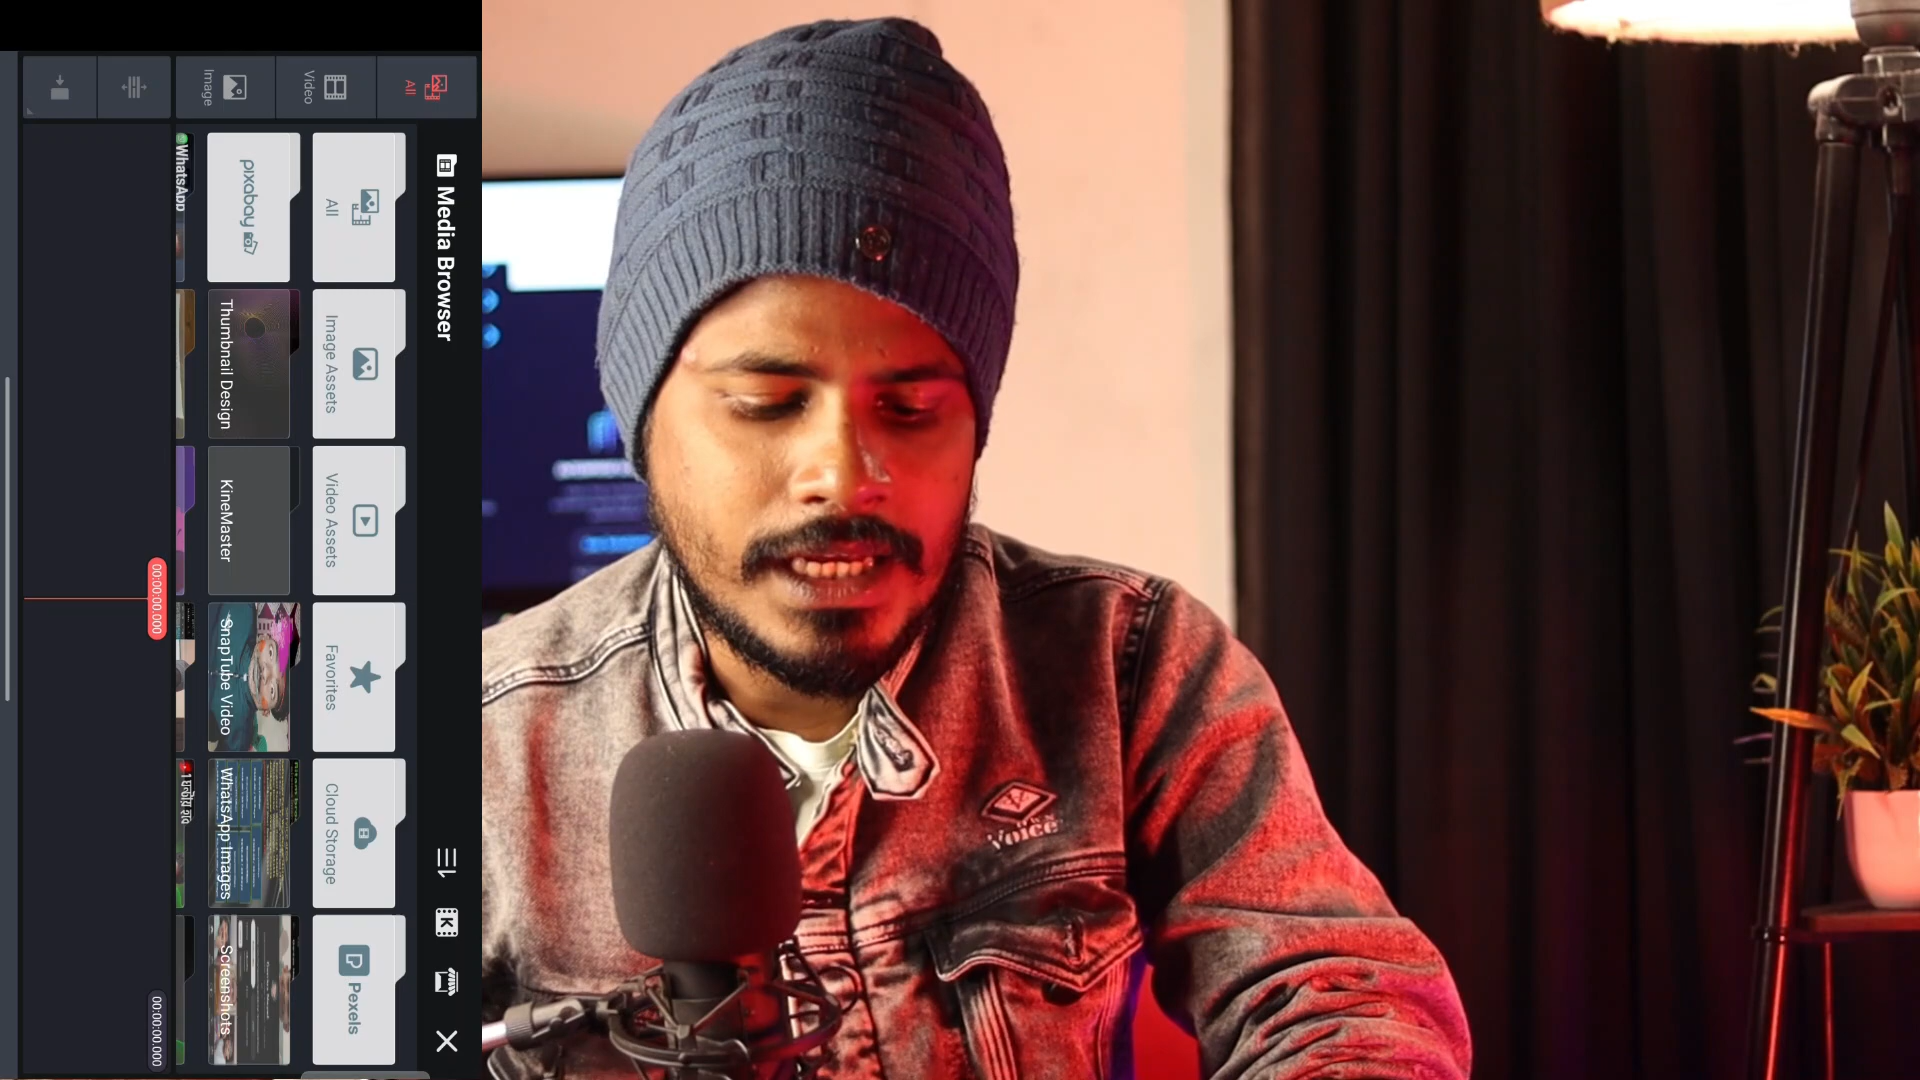 Media Browser
All
Video
Image
All
Image Assets
Video Assets
Favorites
Cloud Storage
Pexels
pixabay
Thumbnail Design
KineMaster
SnapTube Video
WhatsApp Images
Screenshots
WhatsApp
00:00:00.000
00:00:00.000
Voice